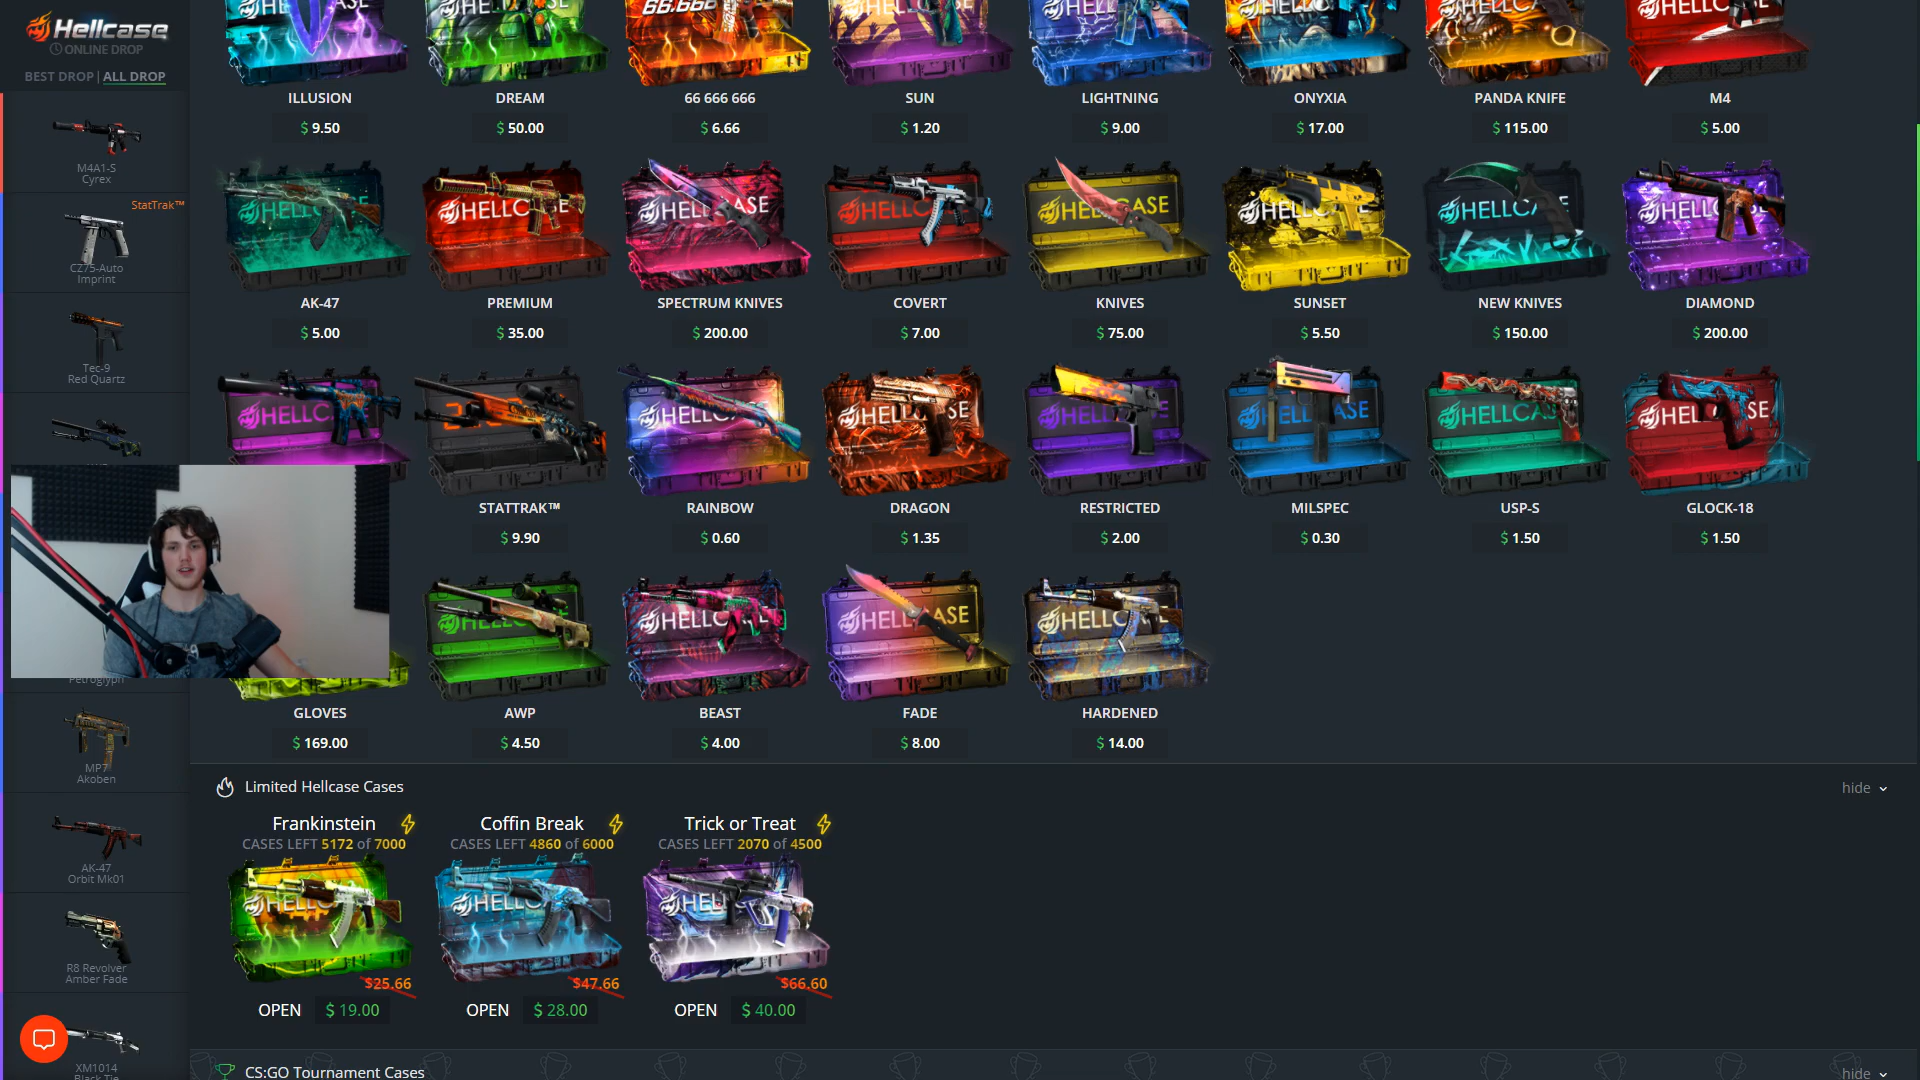 Hellcase
ONLINE DROP
BEST DROP | ALL DROP
M4A1-S
Cyrex
StatTrak™
CZ75-Auto
Imprint
Tec-9
Red Quartz
Petroglyph
MP7
Akoben
AK-47
Orbit Mk01
R8 Revolver
Amber Fade
XM1014
Black Tie
66.666
ILLUSION
DREAM
66 666 666
SUN
LIGHTNING
ONYXIA
PANDA KNIFE
M4
$ 9.50
$ 50.00
$ 6.66
$ 1.20
$ 9.00
$ 17.00
$ 115.00
$ 5.00
AK-47
PREMIUM
SPECTRUM KNIVES
COVERT
KNIVES
SUNSET
NEW KNIVES
DIAMOND
$ 5.00
$ 35.00
$ 200.00
$ 7.00
$ 75.00
$ 5.50
$ 150.00
$ 200.00
STATTRAK™
RAINBOW
DRAGON
RESTRICTED
MILSPEC
USP-S
GLOCK-18
$ 9.90
$ 0.60
$ 1.35
$ 2.00
$ 0.30
$ 1.50
$ 1.50
GLOVES
AWP
BEAST
FADE
HARDENED
$ 169.00
$ 4.50
$ 4.00
$ 8.00
$ 14.00
Limited Hellcase Cases
hide
Frankinstein
CASES LEFT 5172 of 7000
$25.66
OPEN $ 19.00
Coffin Break
CASES LEFT 4860 of 6000
$47.66
OPEN $ 28.00
Trick or Treat
CASES LEFT 2070 of 4500
$66.60
OPEN $ 40.00
CS:GO Tournament Cases
hide